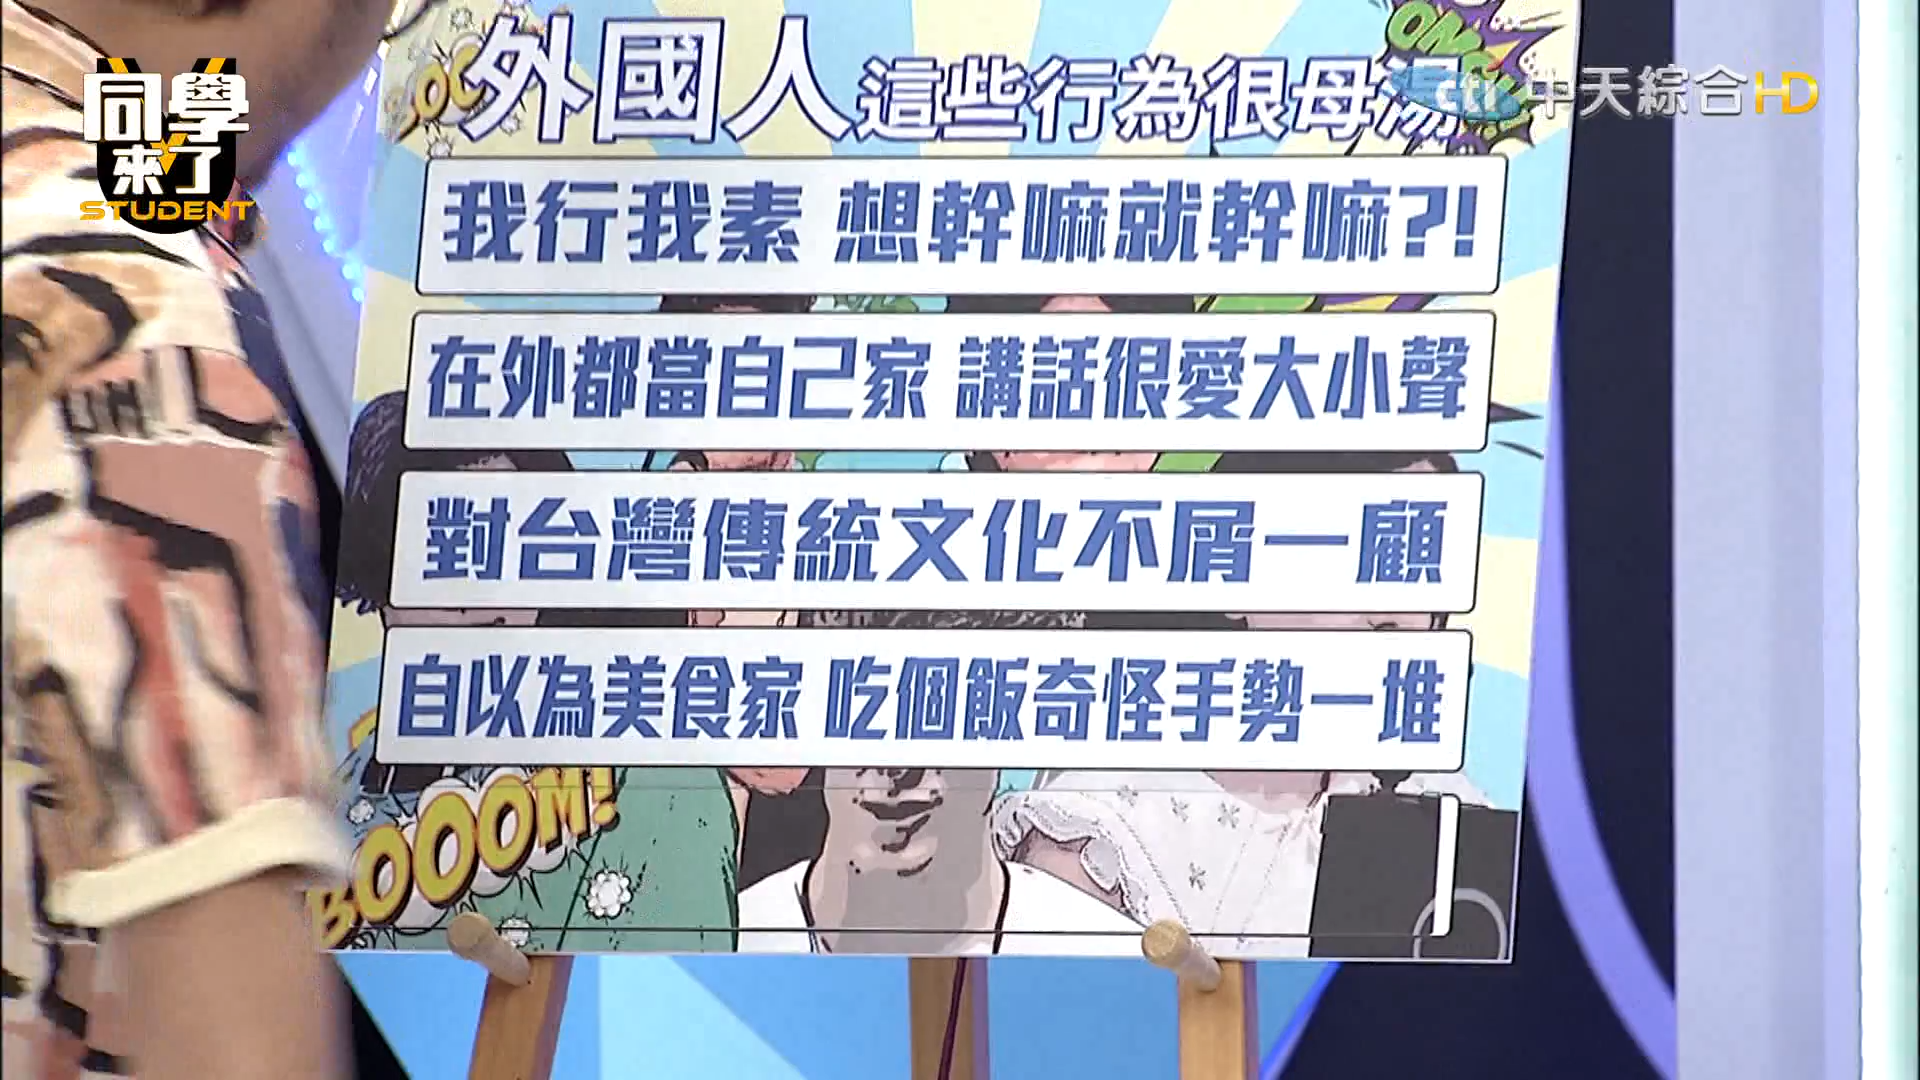 同學
來了
STUDENT
外國人這些行為很母湯
cti 中天綜合HD
我行我素 想幹嘛就幹嘛?!
在外都當自己家 講話很愛大小聲
對台灣傳統文化不屑一顧
自以為美食家 吃個飯奇怪手勢一堆
BOOOM!